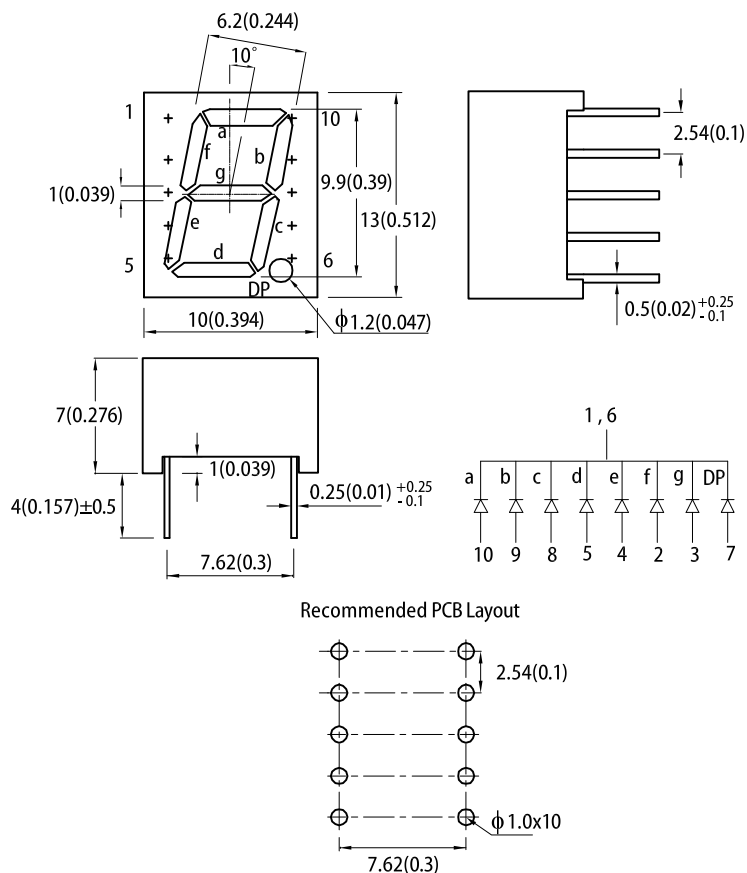 6.2(0.244)
10°
1
10
a
f
b
g
1(0.039)
9.9(0.39)
13(0.512)
e
c
d
5
6
DP
10(0.394)
ϕ1.2(0.047)
2.54(0.1)
0.5(0.02) +0.25 - 0.1
7(0.276)
1(0.039)
4(0.157)±0.5
0.25(0.01) +0.25 - 0.1
7.62(0.3)
1 , 6
a b c d e f g DP
10 9 8 5 4 2 3 7
Recommended PCB Layout
2.54(0.1)
ϕ1.0x10
7.62(0.3)